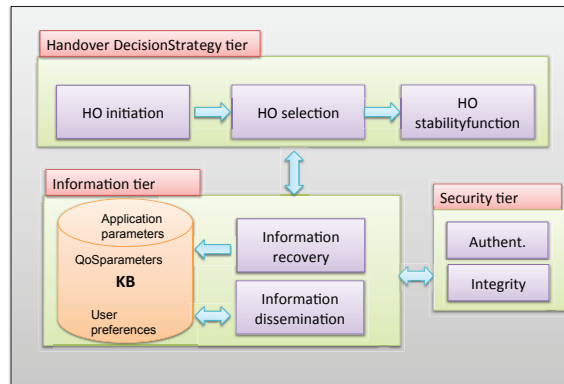 Handover DecisionStrategy tier
HO initiation
HO selection
HO
stabilityfunction
Information tier
Application
parameters
QoSparameters
KB
User
preferences
Information
recovery
Information
dissemination
Security tier
Authent.
Integrity